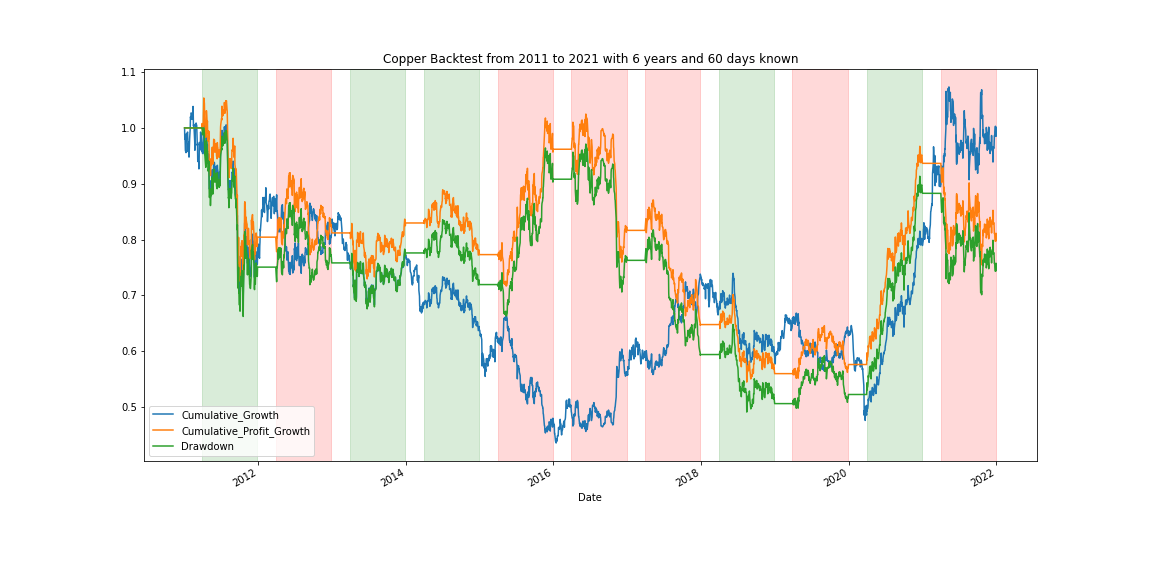 Copper Backtest from 2011 to 2021 with 6 years and 60 days known
1.1
1.0
0.9
0.8
0.7
0.6
0.5
Cumulative_Growth
Cumulative_Profit_Growth
Drawdown
2012
2014
2016
2018
2020
2022
Date